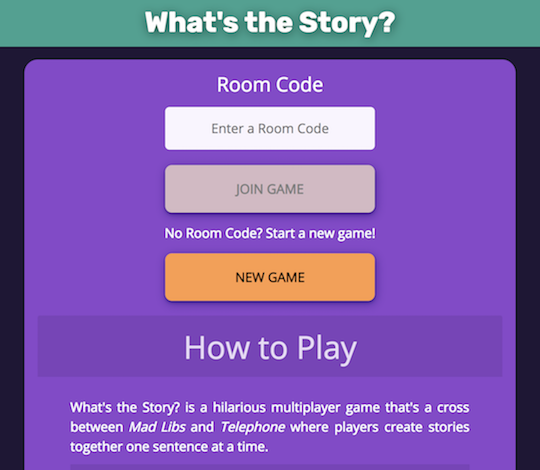 What's the Story?
Room Code
Enter a Room Code
JOIN GAME
No Room Code? Start a new game!
NEW GAME
How to Play
What's the Story? is a hilarious multiplayer game that's a cross
between Mad Libs and Telephone where players create stories
together one sentence at a time.